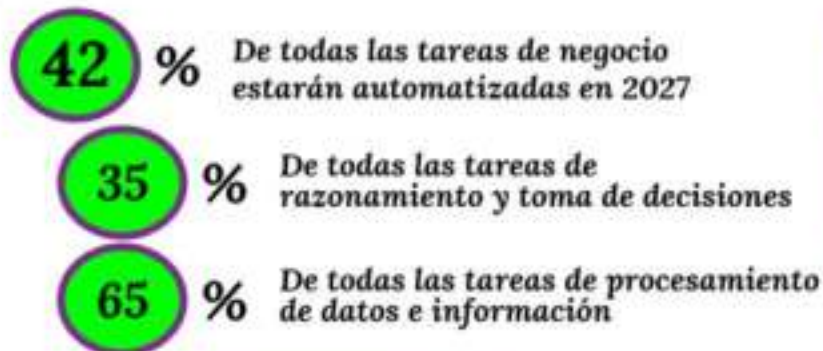 42 % De todas las tareas de negocio
estarán automatizadas en 2027
35 % De todas las tareas de
razonamiento y toma de decisiones
65 % De todas las tareas de procesamiento
de datos e información